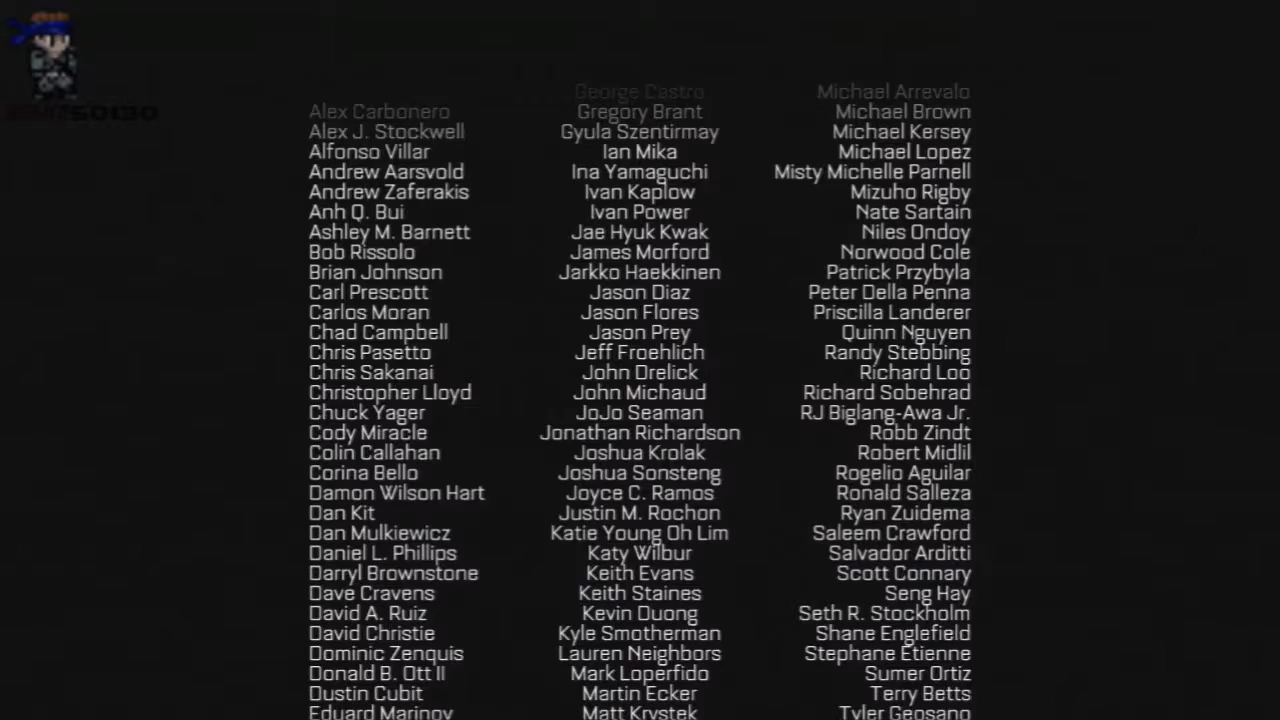 George Castro Michael Arrevalo
Alex Carbonero Gregory Brant Michael Brown
Alex J. Stockwell Gyula Szentirmay Michael Kersey
Alfonso Villar Ian Mika Michael Lopez
Andrew Aarsvold Ina Yamaguchi Misty Michelle Parnell
Andrew Zaferakis Ivan Kaplow Mizuho Rigby
Anh Q. Bui Ivan Power Nate Sartain
Ashley M. Barnett Jae Hyuk Kwak Niles Ondoy
Bob Rissolo James Morford Norwood Cole
Brian Johnson Jarkko Haekkinen Patrick Przybyla
Carl Prescott Jason Diaz Peter Della Penna
Carlos Moran Jason Flores Priscilla Landerer
Chad Campbell Jason Prey Quinn Nguyen
Chris Pasetto Jeff Froehlich Randy Stebbing
Chris Sakanai John Drelick Richard Loo
Christopher Lloyd John Michaud Richard Sobehrad
Chuck Yager JoJo Seaman RJ Biglang-Awa Jr.
Cody Miracle Jonathan Richardson Robb Zindt
Colin Callahan Joshua Krolak Robert Midlil
Corina Bello Joshua Sonsteng Rogelio Aguilar
Damon Wilson Hart Joyce C. Ramos Ronald Salleza
Dan Kit Justin M. Rochon Ryan Zuidema
Dan Mulkiewicz Katie Young Oh Lim Saleem Crawford
Daniel L. Phillips Katy Wilbur Salvador Arditti
Darryl Brownstone Keith Evans Scott Connary
Dave Cravens Keith Staines Seng Hay
David A. Ruiz Kevin Duong Seth R. Stockholm
David Christie Kyle Smotherman Shane Englefield
Dominic Zenquis Lauren Neighbors Stephane Etienne
Donald B. Ott II Mark Loperfido Sumer Ortiz
Dustin Cubit Martin Ecker Terry Betts
Eduard Marinov Matt Krystek Tyler Geosano